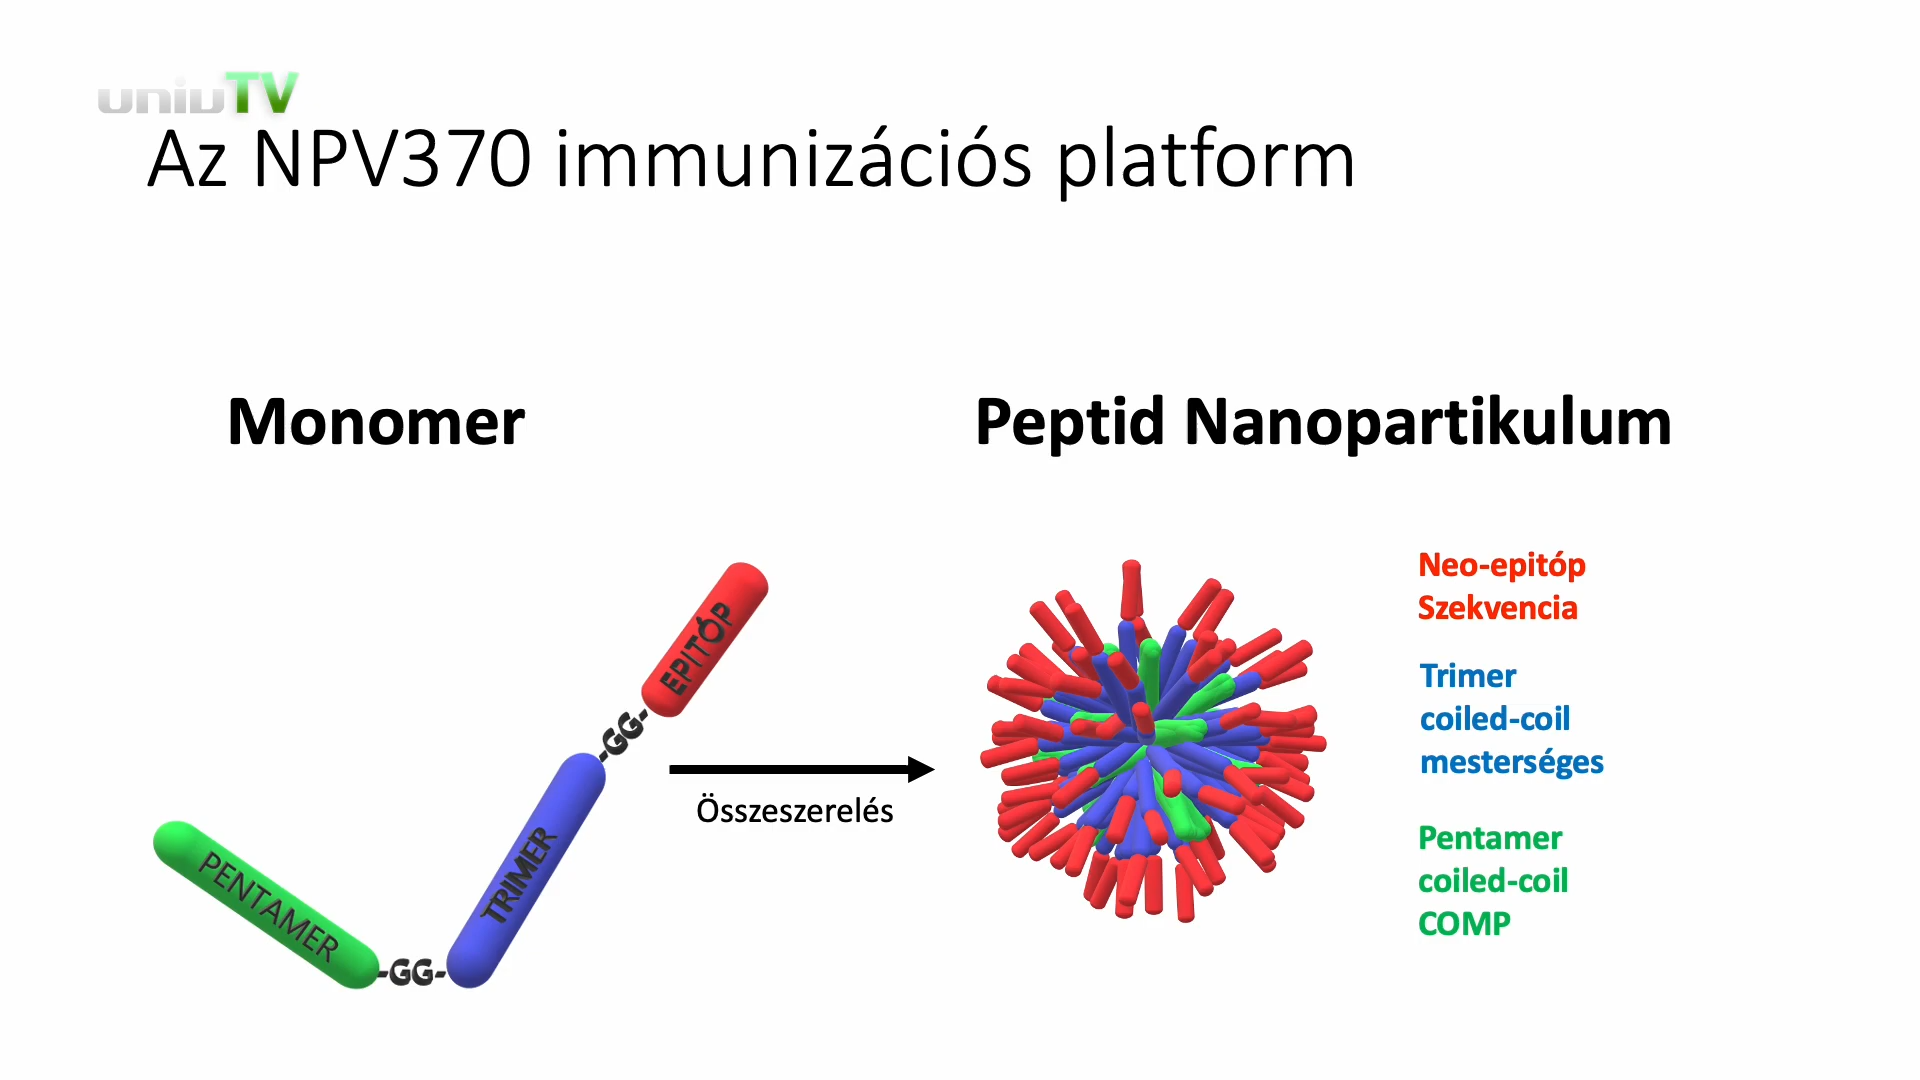 univTV
Az NPV370 immunizációs platform
Monomer
Peptid Nanopartikulum
PENTAMER
-GG-
TRIMER
-GG-
EPITÓP
Összeszerelés
Neo-epitóp
Szekvencia
Trimer
coiled-coil
mesterséges
Pentamer
coiled-coil
COMP